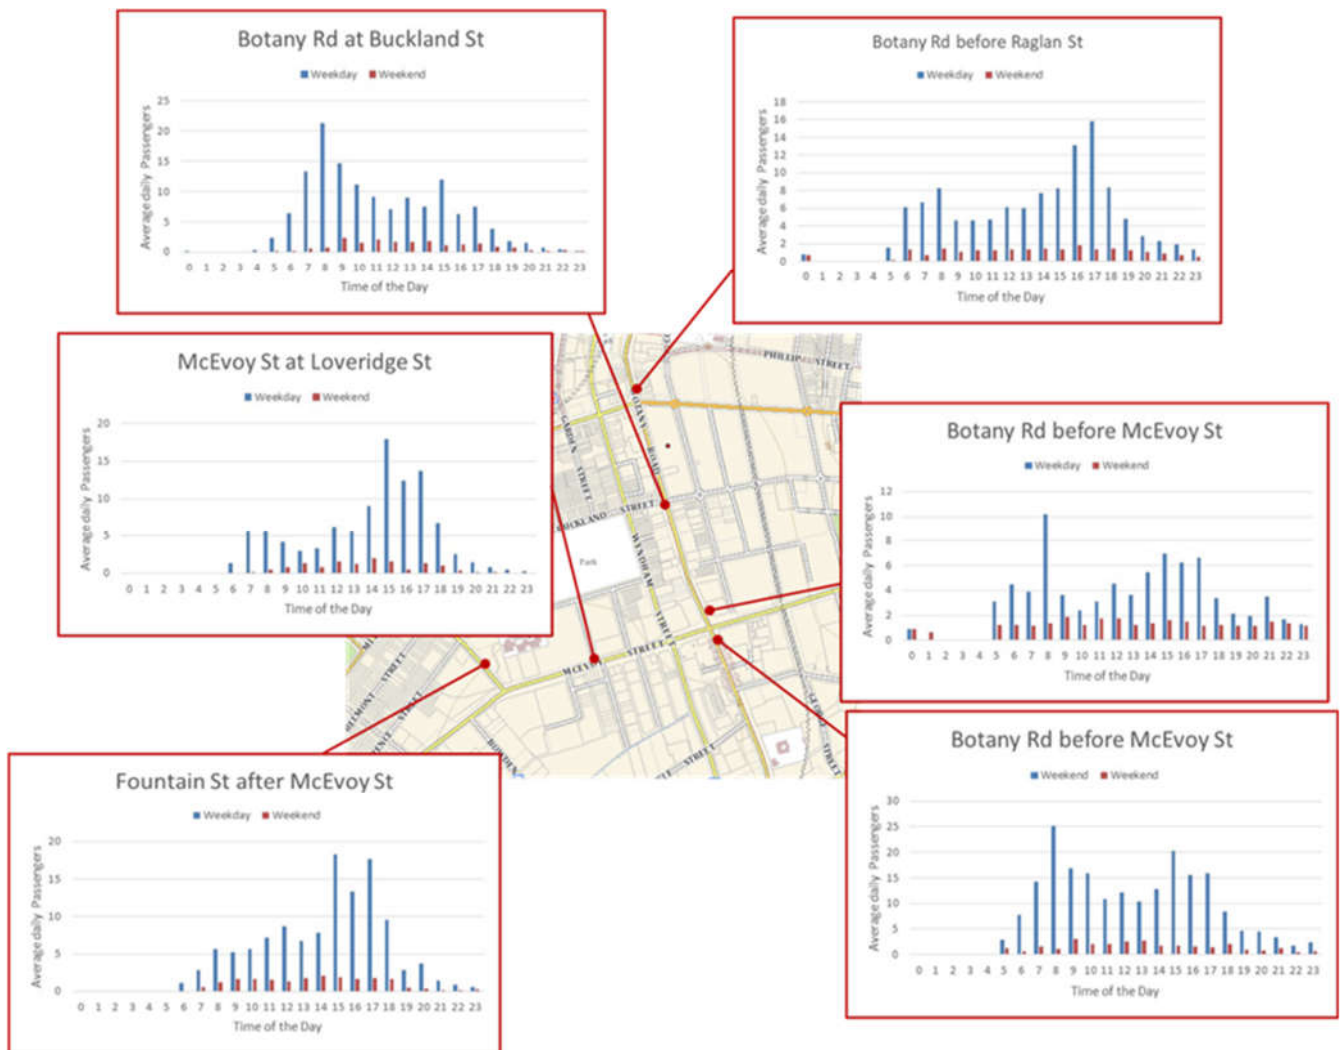 Botany Rd at Buckland St
Weekday Weekend
Average daily Passengers
25
20
15
10
5
0
0 1 2 3 4 5 6 7 8 9 10 11 12 13 14 15 16 17 18 19 20 21 22 23
Time of the Day
Botany Rd before Raglan St
Weekday Weekend
Average daily Passengers
18
16
14
12
10
8
6
4
2
0
0 1 2 3 4 5 6 7 8 9 10 11 12 13 14 15 16 17 18 19 20 21 22 23
Time of the Day
McEvoy St at Loveridge St
Weekday Weekend
Average daily Passengers
20
15
10
5
0
0 1 2 3 4 5 6 7 8 9 10 11 12 13 14 15 16 17 18 19 20 21 22 23
Time of the Day
PHILLIP STREET
ROAD
GARDEN STREET
STREET
WYNDHAM STREET
Park
STREET
STREET
STREET
STREET
Botany Rd before McEvoy St
Weekday Weekend
Average daily Passengers
12
10
8
6
4
2
0
0 1 2 3 4 5 6 7 8 9 10 11 12 13 14 15 16 17 18 19 20 21 22 23
Time of the Day
Fountain St after McEvoy St
Weekday Weekend
Average daily Passengers
20
15
10
5
0
0 1 2 3 4 5 6 7 8 9 10 11 12 13 14 15 16 17 18 19 20 21 22 23
Time of the Day
Botany Rd before McEvoy St
Weekend Weekend
Average daily Passengers
30
25
20
15
10
5
0
0 1 2 3 4 5 6 7 8 9 10 11 12 13 14 15 16 17 18 19 20 21 22 23
Time of the Day